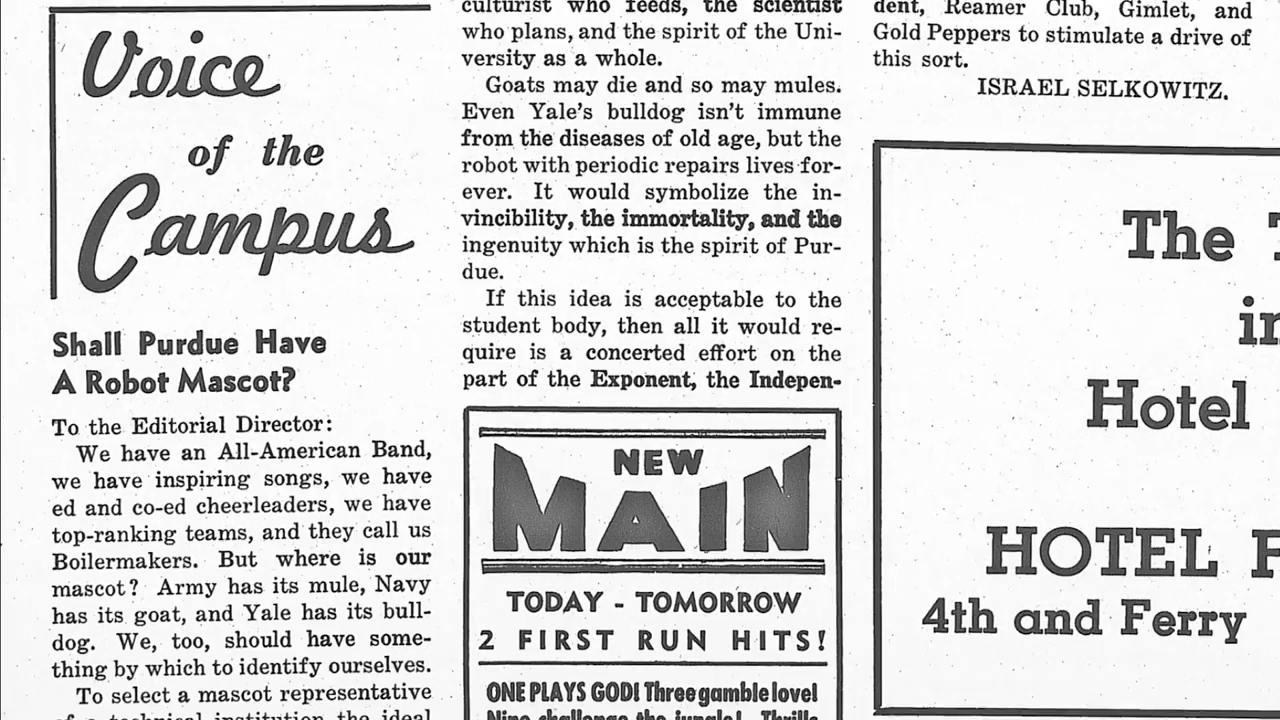 Voice
of the
Campus
Shall Purdue Have
A Robot Mascot?
To the Editorial Director:
We have an All-American Band,
we have inspiring songs, we have
ed and co-ed cheerleaders, we have
top-ranking teams, and they call us
Boilermakers. But where is our
mascot? Army has its mule, Navy
has its goat, and Yale has its bull-
dog. We, too, should have some-
thing by which to identify ourselves.
To select a mascot representative
of a technical institution the ideal
culturist who feeds, the scientist
who plans, and the spirit of the Uni-
versity as a whole.
Goats may die and so may mules.
Even Yale's bulldog isn't immune
from the diseases of old age, but the
robot with periodic repairs lives for-
ever. It would symbolize the in-
vincibility, the immortality, and the
ingenuity which is the spirit of Pur-
due.
If this idea is acceptable to the
student body, then all it would re-
quire is a concerted effort on the
part of the Exponent, the Indepen-
NEW
MAIN
TODAY - TOMORROW
2 FIRST RUN HITS!
ONE PLAYS GOD! Three gamble love!
Nine challenge the jungle! Thrills
dent, Reamer Club, Gimlet, and
Gold Peppers to stimulate a drive of
this sort.
ISRAEL SELKOWITZ.
The
in
Hotel
HOTEL
4th and Ferry